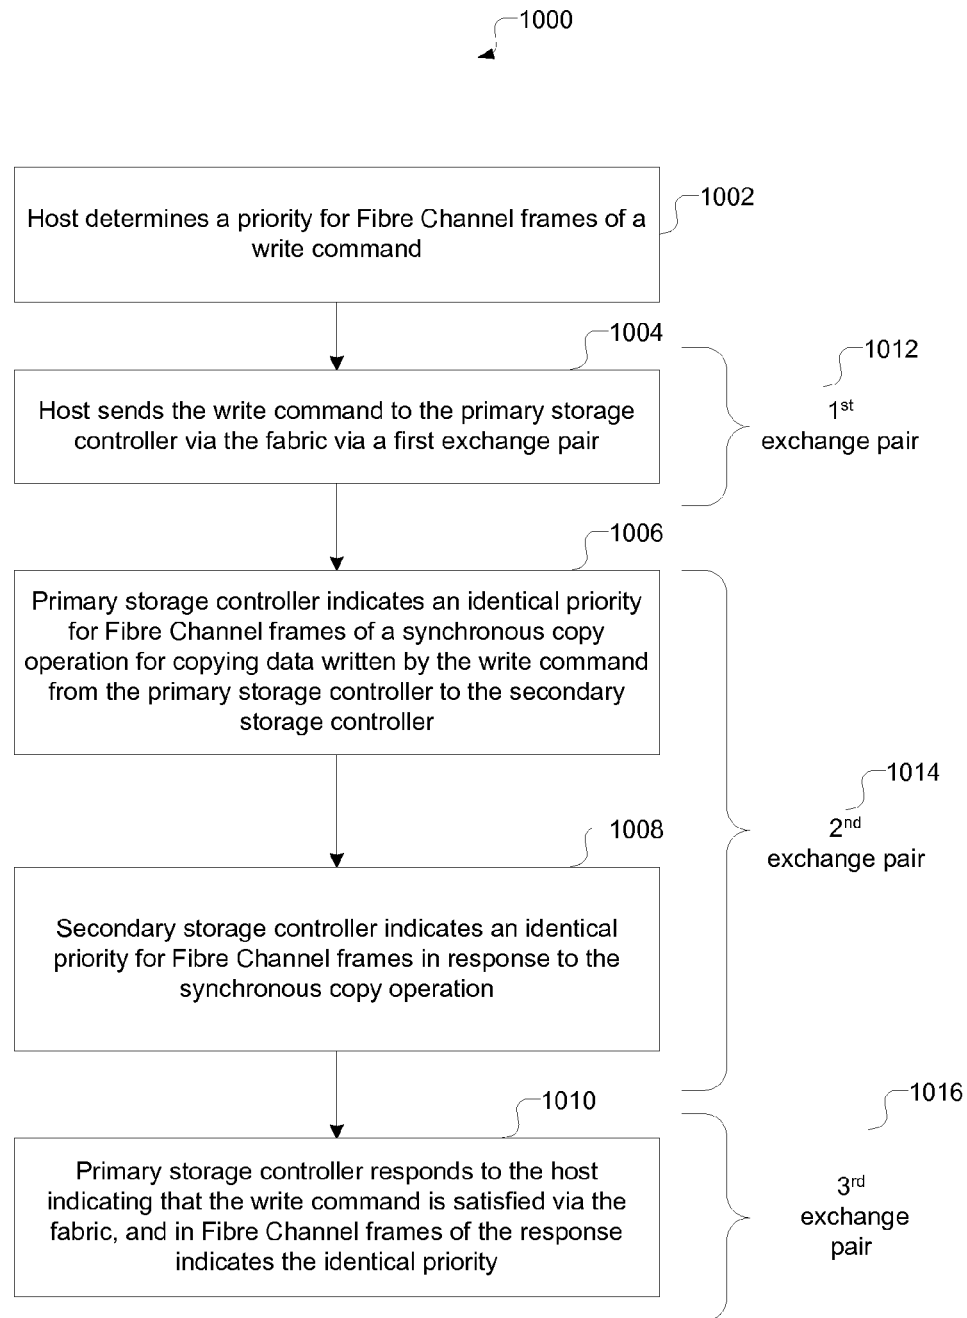 1000
1002
Host determines a priority for Fibre Channel frames of a
write command
1004
1012
Host sends the write command to the primary storage
controller via the fabric via a first exchange pair
1st
exchange pair
1006
Primary storage controller indicates an identical priority
for Fibre Channel frames of a synchronous copy
operation for copying data written by the write command
from the primary storage controller to the secondary
storage controller
1014
2nd
exchange pair
1008
Secondary storage controller indicates an identical
priority for Fibre Channel frames in response to the
synchronous copy operation
1010
1016
Primary storage controller responds to the host
indicating that the write command is satisfied via the
fabric, and in Fibre Channel frames of the response
indicates the identical priority
3rd
exchange
pair